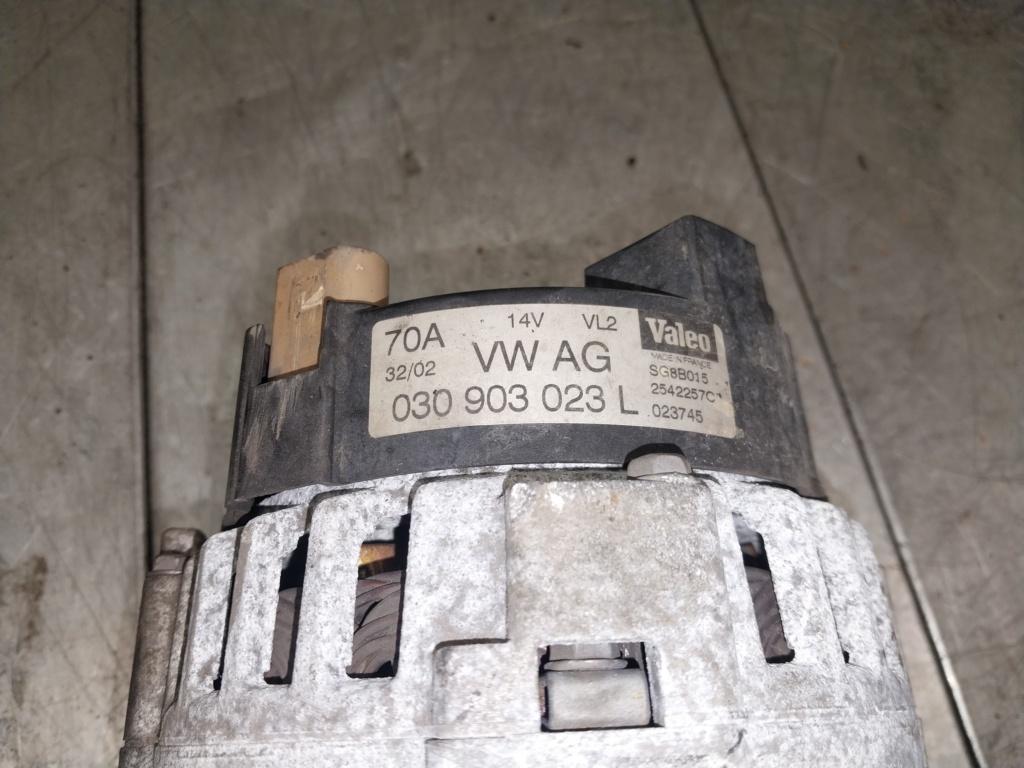 70A 14V VL2 Valeo
32/02 VW AG MADE IN FRANCE
SG8B015
030 903 023 L 2542257C
023745